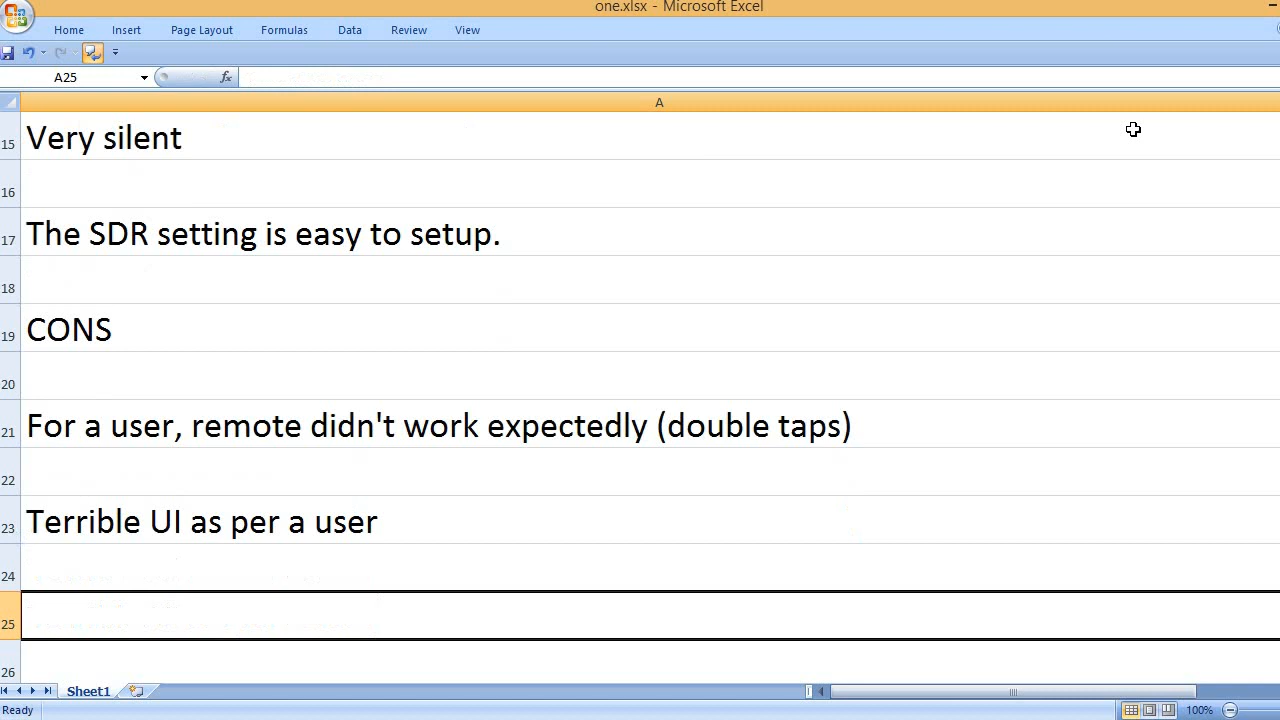 one.xlsx - Microsoft Excel
Home Insert Page Layout Formulas Data Review View
A25 fx
A
15 Very silent
16
17 The SDR setting is easy to setup.
18
19 CONS
20
21 For a user, remote didn't work expectedly (double taps)
22
23 Terrible UI as per a user
24
25
26
Sheet1
Ready 100%